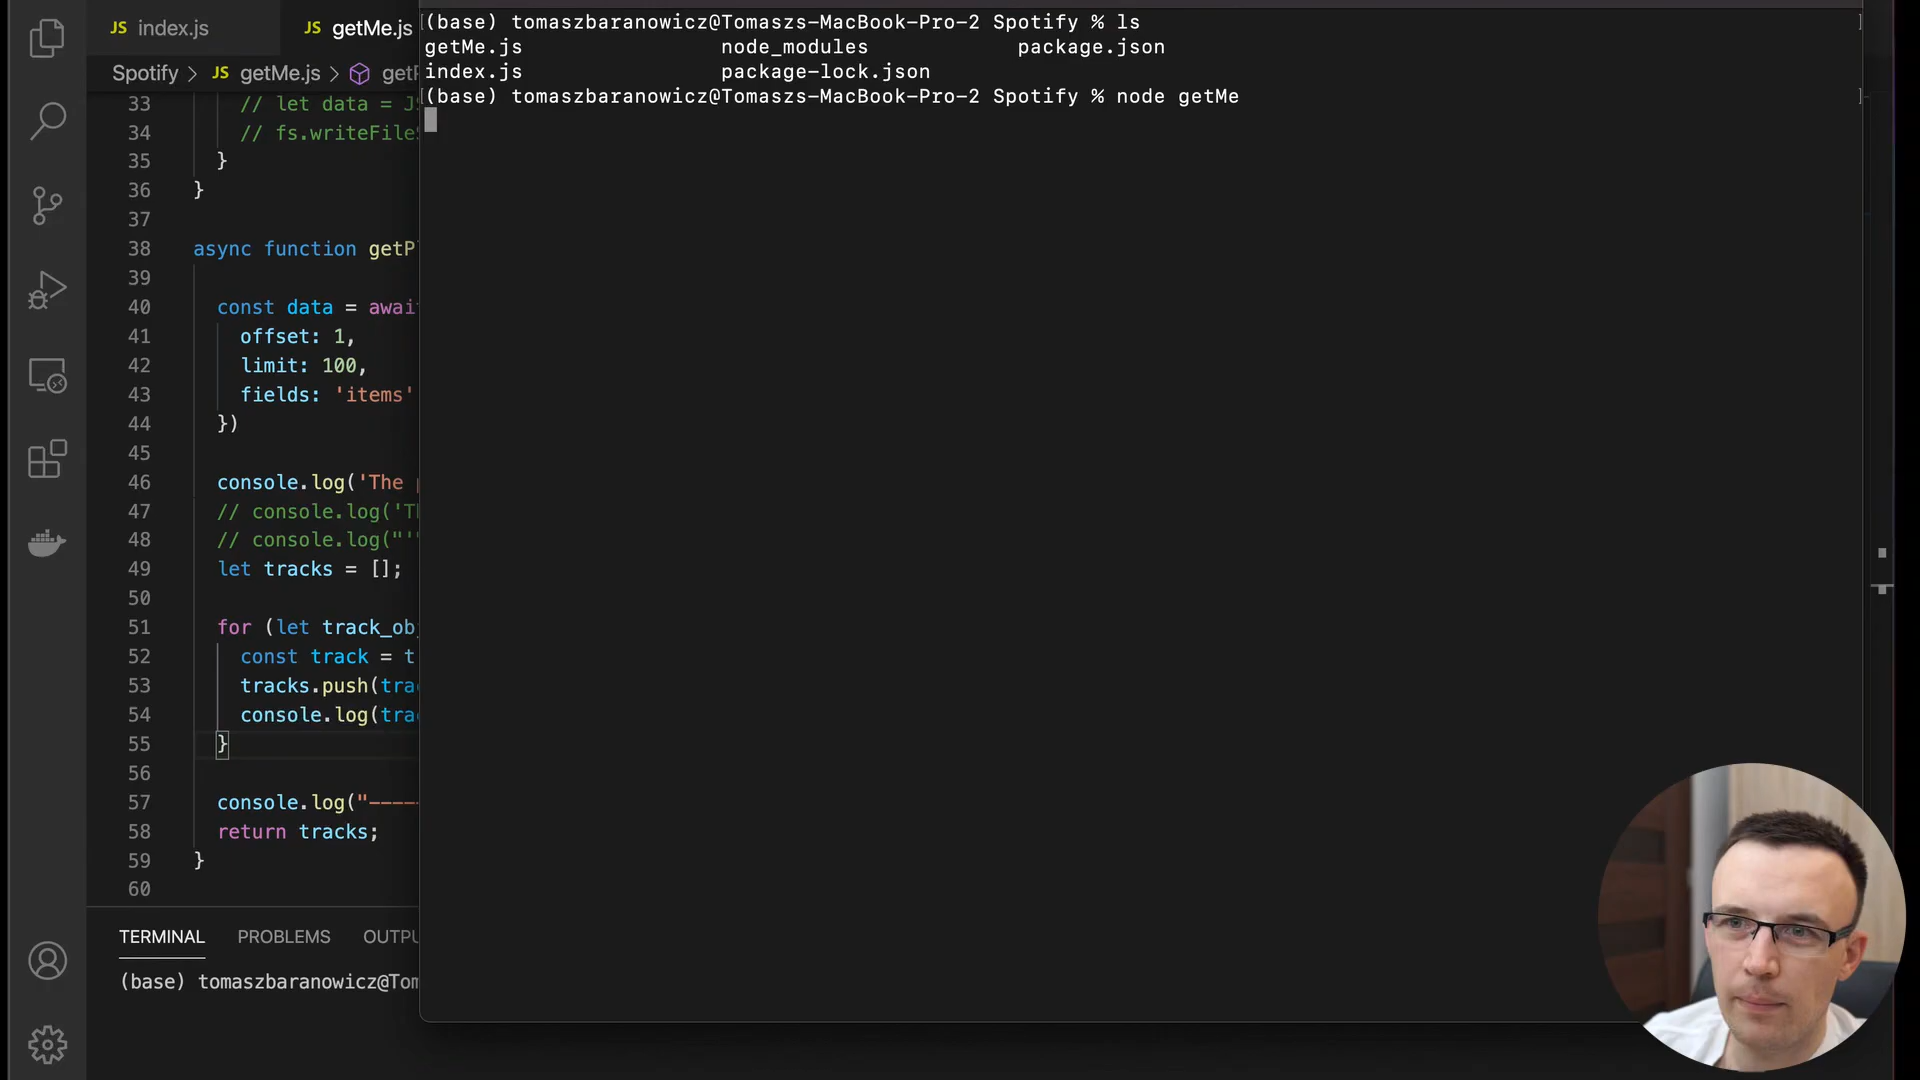 JS index.js
JS getMe.js
Spotify > JS getMe.js >
33 // let data = JS
34 // fs.writeFile
35 }
36 }
37
38 async function getP
39
40 const data = awai
41 offset: 1,
42 limit: 100,
43 fields: 'items'
44 })
45
46 console.log('The
47 // console.log('T
48 // console.log("'"
49 let tracks = [];
50
51 for (let track_ob
52 const track = t
53 tracks.push(trac
54 console.log(trac
55 }
56
57 console.log("-----
58 return tracks;
59 }
60
TERMINAL PROBLEMS OUTPU
(base) tomaszbaranowicz@Tom
(base) tomaszbaranowicz@Tomaszs-MacBook-Pro-2 Spotify % ls
getMe.js node_modules package.json
index.js package-lock.json
(base) tomaszbaranowicz@Tomaszs-MacBook-Pro-2 Spotify % node getMe